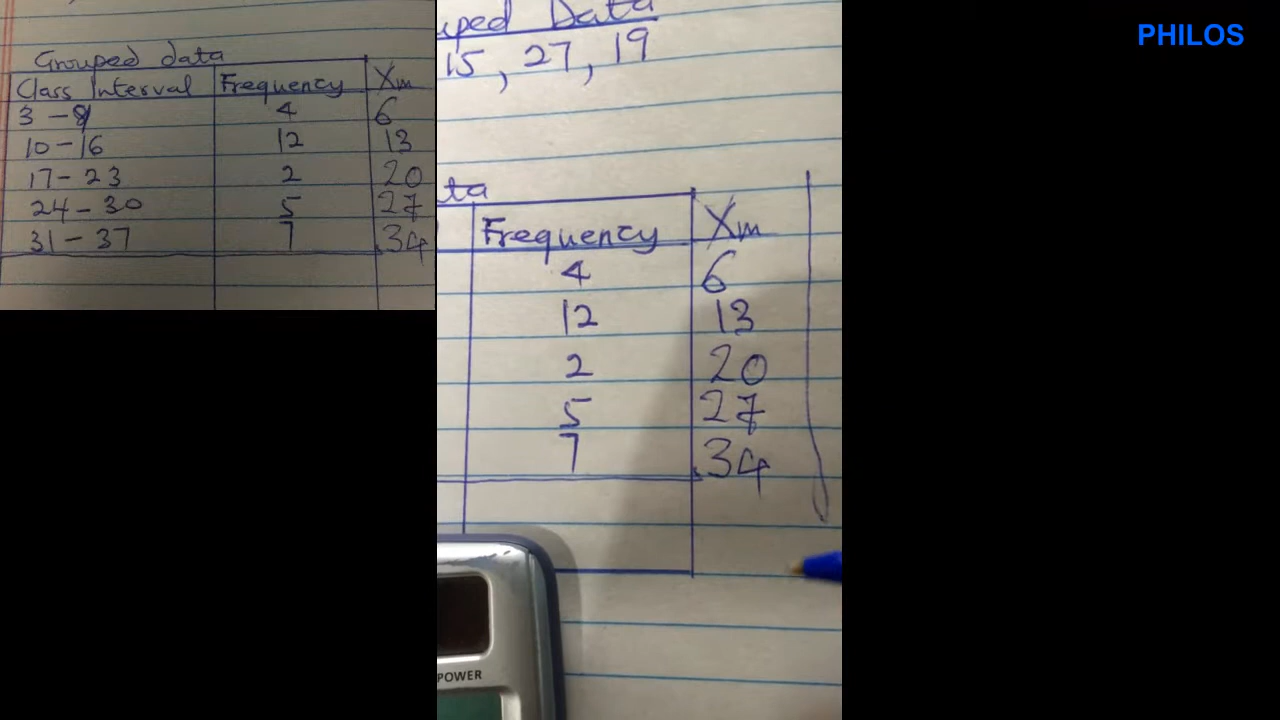 Grouped data
Class Interval Frequency Xm
3 - 9 4 6
10 - 16 12 13
17 - 23 2 20
24 - 30 5 27
31 - 37 7 34
uped Data
15, 27, 19
ta
Frequency Xm
4 6
12 13
2 20
5 27
7 34
POWER
PHILOS